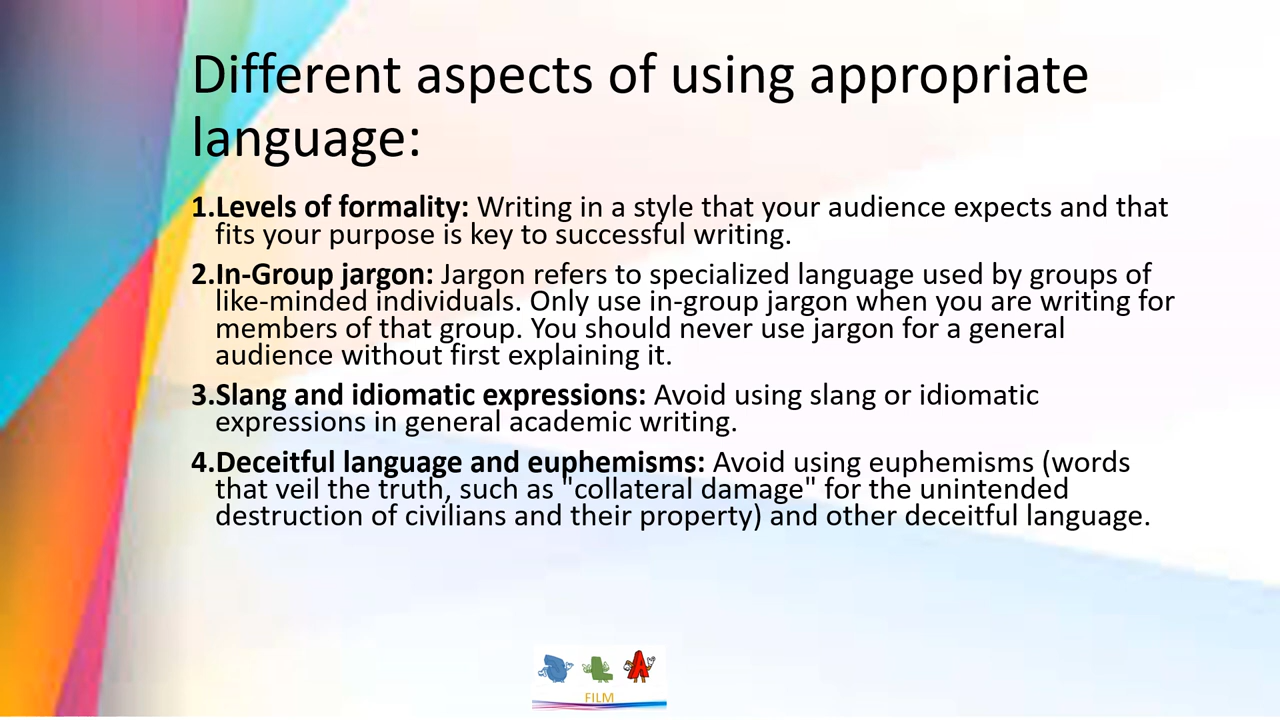 Different aspects of using appropriate
language:
1.Levels of formality: Writing in a style that your audience expects and that
fits your purpose is key to successful writing.
2.In-Group jargon: Jargon refers to specialized language used by groups of
like-minded individuals. Only use in-group jargon when you are writing for
members of that group. You should never use jargon for a general
audience without first explaining it.
3.Slang and idiomatic expressions: Avoid using slang or idiomatic
expressions in general academic writing.
4.Deceitful language and euphemisms: Avoid using euphemisms (words
that veil the truth, such as "collateral damage" for the unintended
destruction of civilians and their property) and other deceitful language.
FILM